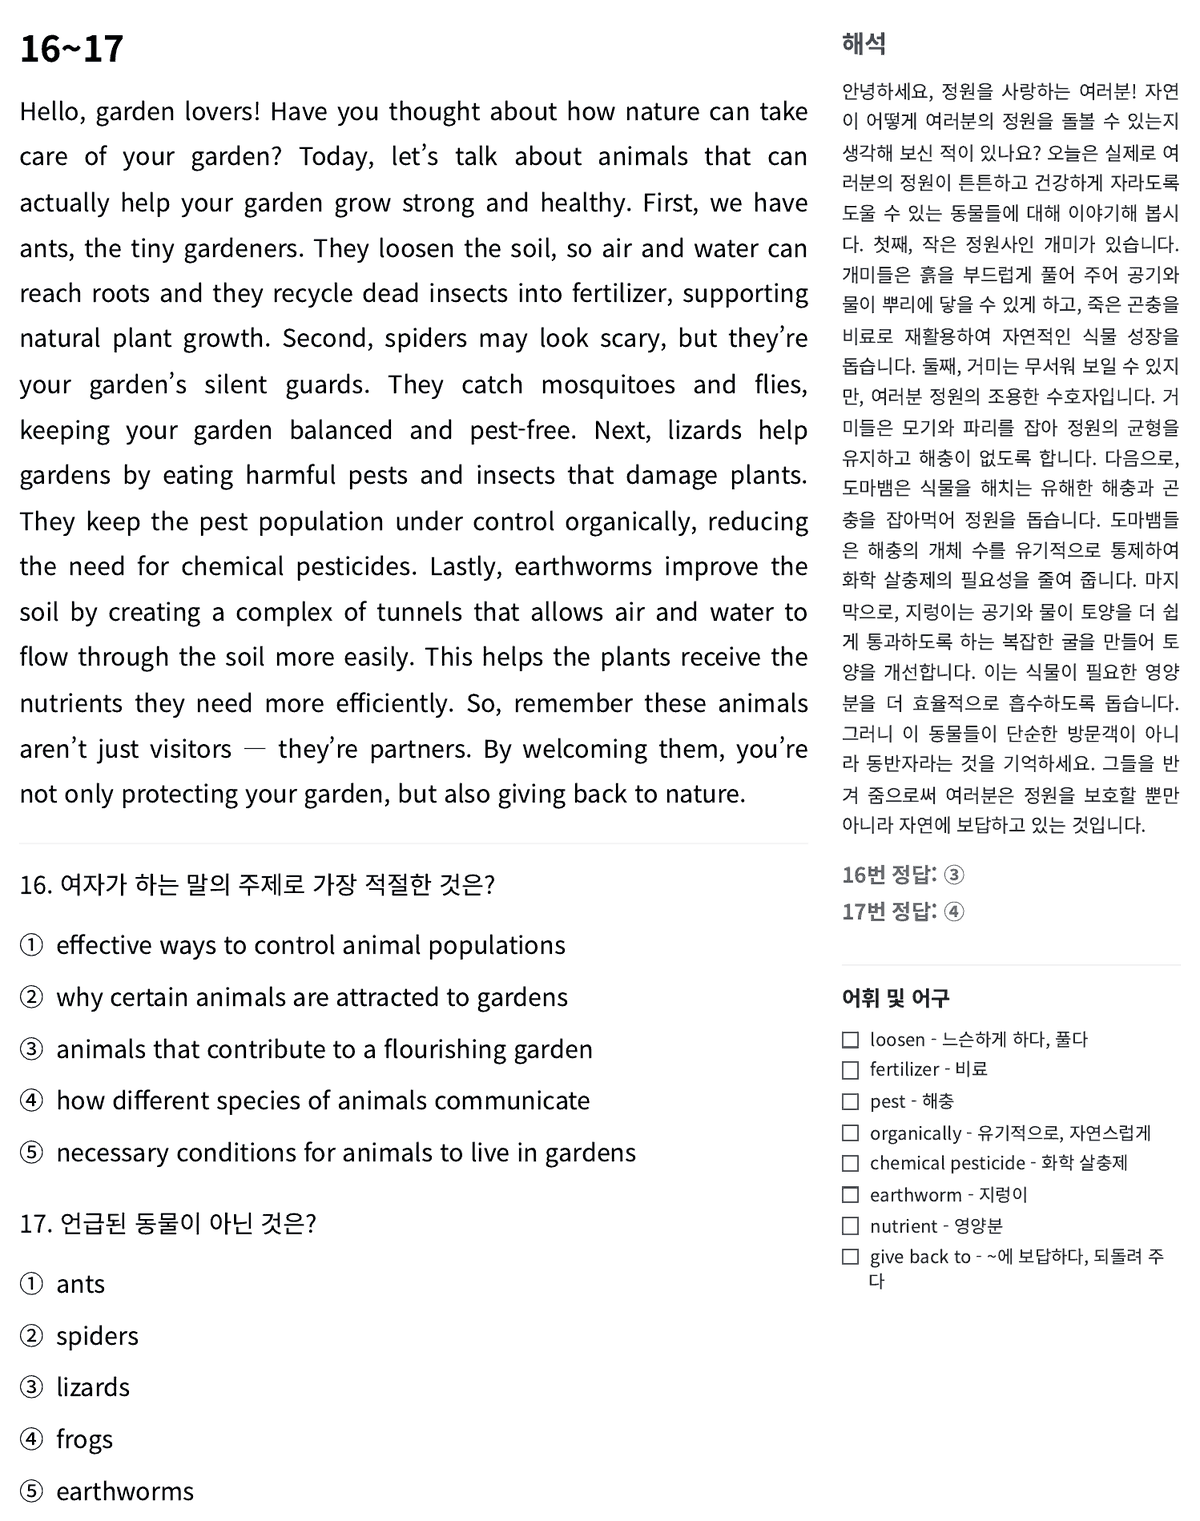 16~17
Hello, garden lovers! Have you thought about how nature can take
care of your garden? Today, let's talk about animals that can
actually help your garden grow strong and healthy. First, we have
ants, the tiny gardeners. They loosen the soil, so air and water can
reach roots and they recycle dead insects into fertilizer, supporting
natural plant growth. Second, spiders may look scary, but they're
your garden's silent guards. They catch mosquitoes and flies,
keeping your garden balanced and pest-free. Next, lizards help
gardens by eating harmful pests and insects that damage plants.
They keep the pest population under control organically, reducing
the need for chemical pesticides. Lastly, earthworms improve the
soil by creating a complex of tunnels that allows air and water to
flow through the soil more easily. This helps the plants receive the
nutrients they need more efficiently. So, remember these animals
aren't just visitors — they're partners. By welcoming them, you're
not only protecting your garden, but also giving back to nature.
16. 여자가 하는 말의 주제로 가장 적절한 것은?
① effective ways to control animal populations
② why certain animals are attracted to gardens
③ animals that contribute to a flourishing garden
④ how different species of animals communicate
⑤ necessary conditions for animals to live in gardens
17. 언급된 동물이 아닌 것은?
① ants
② spiders
③ lizards
④ frogs
⑤ earthworms
해석
안녕하세요, 정원을 사랑하는 여러분! 자연
이 어떻게 여러분의 정원을 돌볼 수 있는지
생각해 보신 적이 있나요? 오늘은 실제로 여
러분의 정원이 튼튼하고 건강하게 자라도록
도울 수 있는 동물들에 대해 이야기해 봅시
다. 첫째, 작은 정원사인 개미가 있습니다.
개미들은 흙을 부드럽게 풀어 주어 공기와
물이 뿌리에 닿을 수 있게 하고, 죽은 곤충을
비료로 재활용하여 자연적인 식물 성장을
돕습니다. 둘째, 거미는 무서워 보일 수 있지
만, 여러분 정원의 조용한 수호자입니다. 거
미들은 모기와 파리를 잡아 정원의 균형을
유지하고 해충이 없도록 합니다. 다음으로,
도마뱀은 식물을 해치는 유해한 해충과 곤
충을 잡아먹어 정원을 돕습니다. 도마뱀들
은 해충의 개체 수를 유기적으로 통제하여
화학 살충제의 필요성을 줄여 줍니다. 마지
막으로, 지렁이는 공기와 물이 토양을 더 쉽
게 통과하도록 하는 복잡한 굴을 만들어 토
양을 개선합니다. 이는 식물이 필요한 영양
분을 더 효율적으로 흡수하도록 돕습니다.
그러니 이 동물들이 단순한 방문객이 아니
라 동반자라는 것을 기억하세요. 그들을 반
겨 줌으로써 여러분은 정원을 보호할 뿐만
아니라 자연에 보답하고 있는 것입니다.
16번 정답: ③
17번 정답: ④
어휘 및 어구
□ loosen - 느슨하게 하다, 풀다
□ fertilizer - 비료
□ pest - 해충
□ organically - 유기적으로, 자연스럽게
□ chemical pesticide - 화학 살충제
□ earthworm - 지렁이
□ nutrient - 영양분
□ give back to - ~에 보답하다, 되돌려 주
다